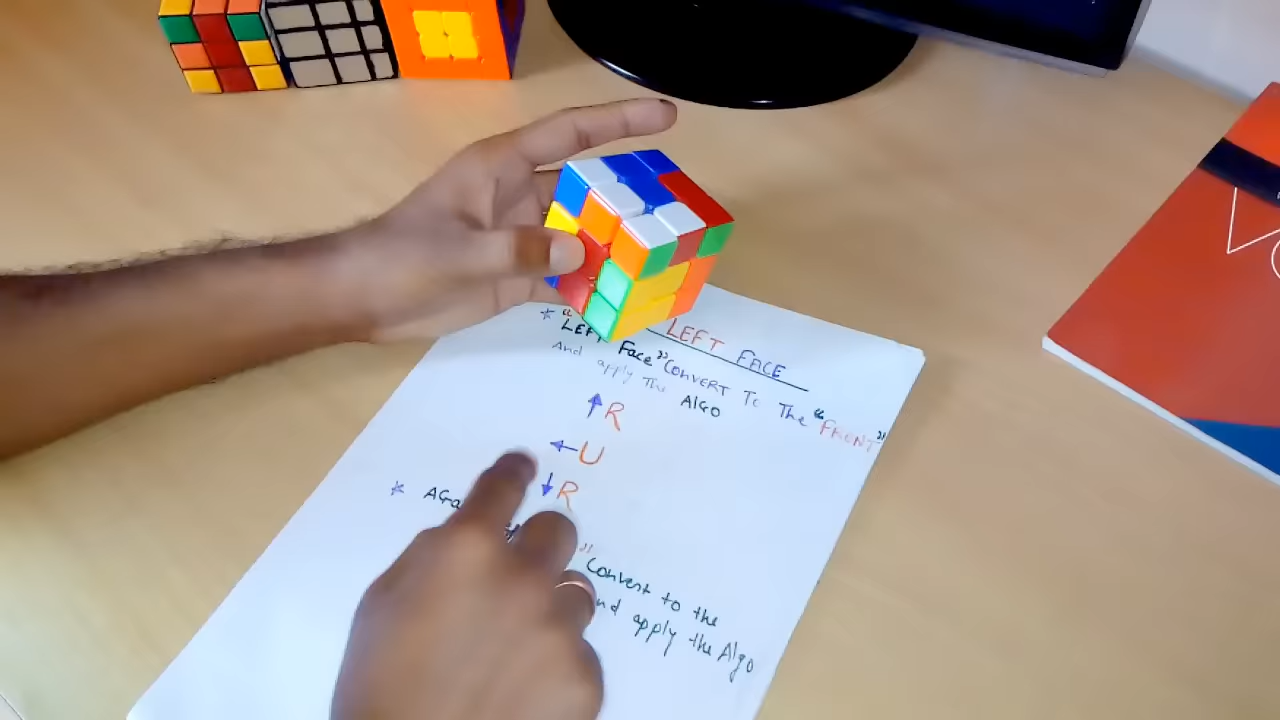 LEFT FACE
* LEFT Face" CONVERT To The "FRONT"
And apply The ALGO
↑ R
← U
↓ R
*
" Convert to the
and apply the Algo